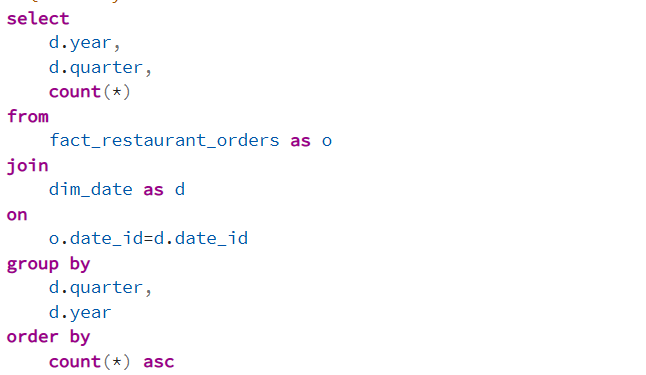 select
d.year,
d.quarter,
count(*)
from
fact_restaurant_orders as o
join
dim_date as d
on
o.date_id=d.date_id
group by
d.quarter,
d.year
order by
count(*) asc